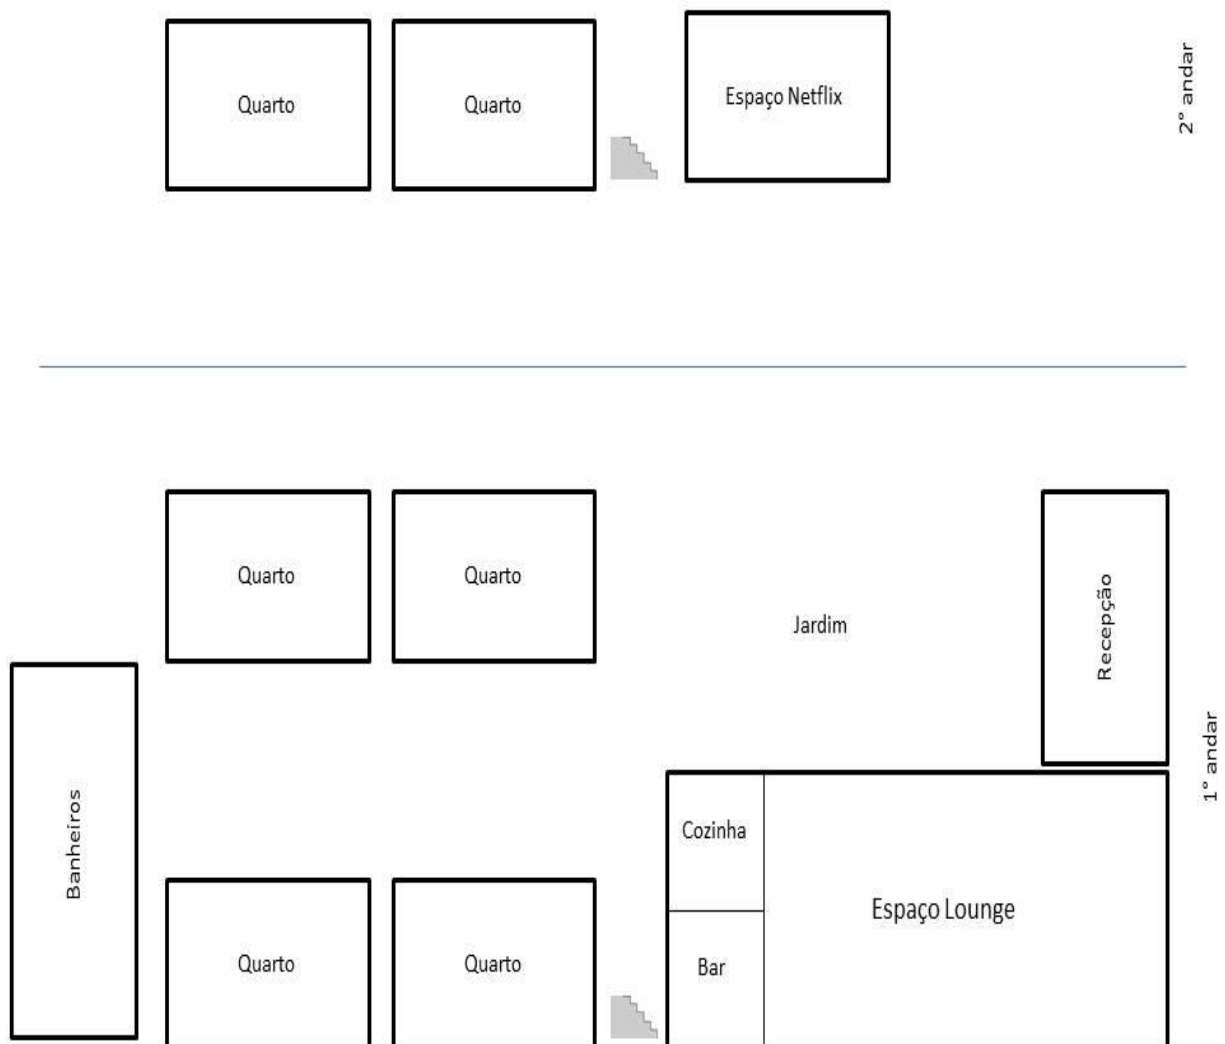 Quarto
Quarto
Espaço Netflix
2° andar
Quarto
Quarto
Jardim
Recepção
1° andar
Banheiros
Cozinha
Espaço Lounge
Bar
Quarto
Quarto